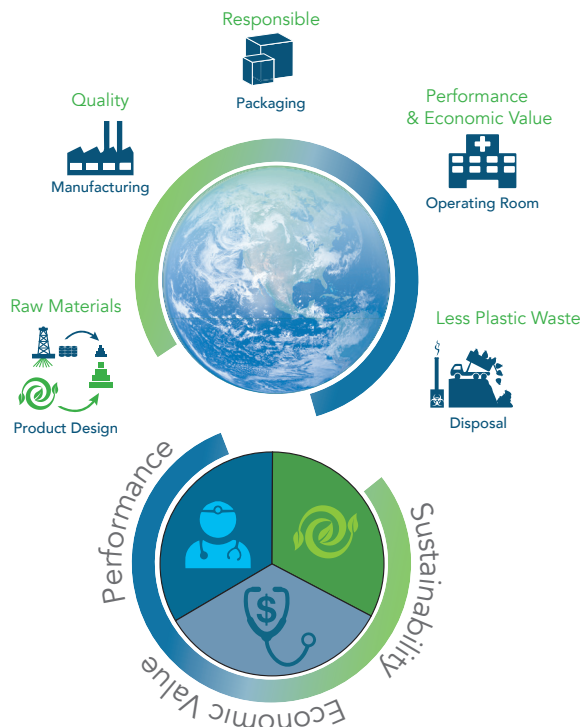 Responsible
Packaging
Quality
Manufacturing
Performance
& Economic Value
Operating Room
Raw Materials
Product Design
Less Plastic Waste
Disposal
Performance
Sustainability
$
Economic Value